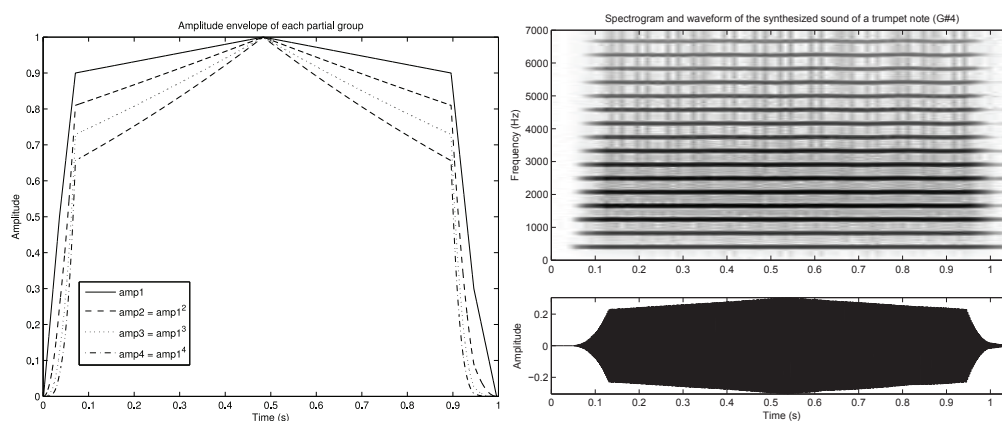 Amplitude envelope of each partial group
1
0.9
0.8
0.7
0.6
0.5
0.4
0.3
0.2
0.1
0
Amplitude
amp1
amp2 = amp1²
amp3 = amp1³
amp4 = amp1⁴
0 0.1 0.2 0.3 0.4 0.5 0.6 0.7 0.8 0.9 1
Time (s)
Spectrogram and waveform of the synthesized sound of a trumpet note (G#4)
7000
6000
5000
4000
3000
2000
1000
0
Frequency (Hz)
0 0.1 0.2 0.3 0.4 0.5 0.6 0.7 0.8 0.9 1
0.2
0
−0.2
Amplitude
0 0.1 0.2 0.3 0.4 0.5 0.6 0.7 0.8 0.9 1
Time (s)